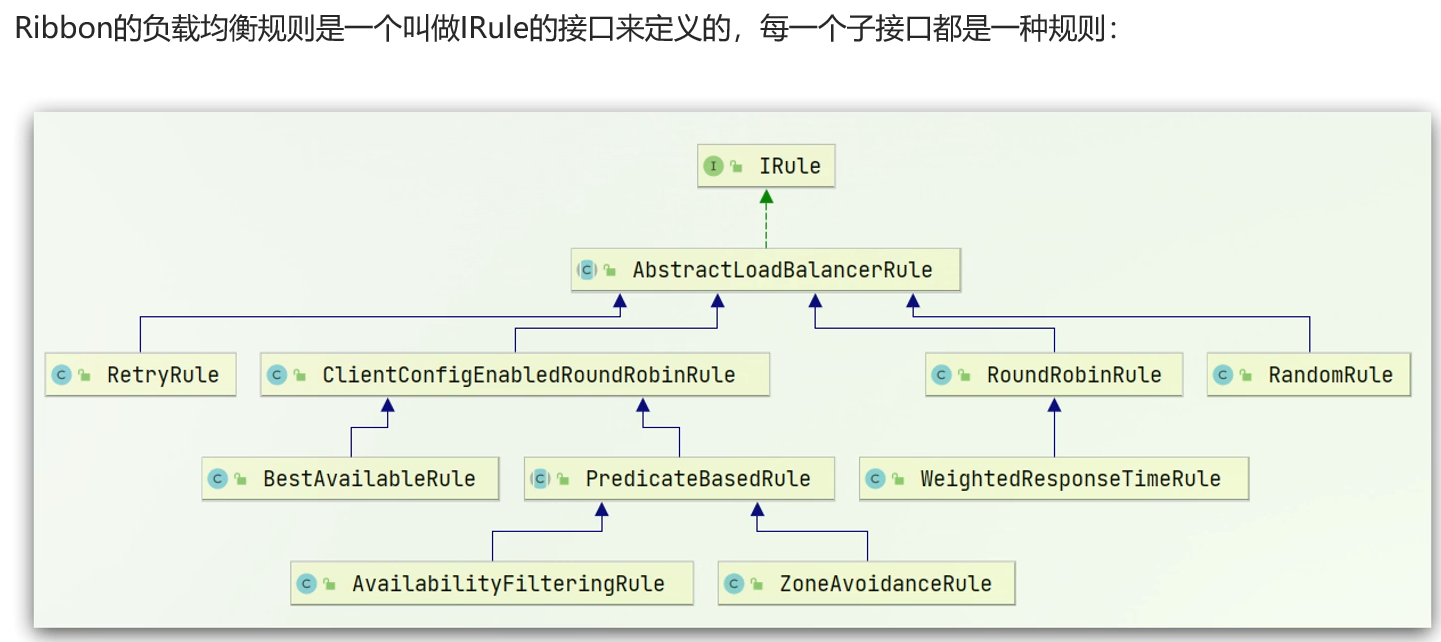 Ribbon的负载均衡规则是一个叫做IRule的接口来定义的，每一个子接口都是一种规则：
I IRule
C AbstractLoadBalancerRule
C RetryRule C ClientConfigEnabledRoundRobinRule C RoundRobinRule C RandomRule
C BestAvailableRule C PredicateBasedRule C WeightedResponseTimeRule
C AvailabilityFilteringRule C ZoneAvoidanceRule